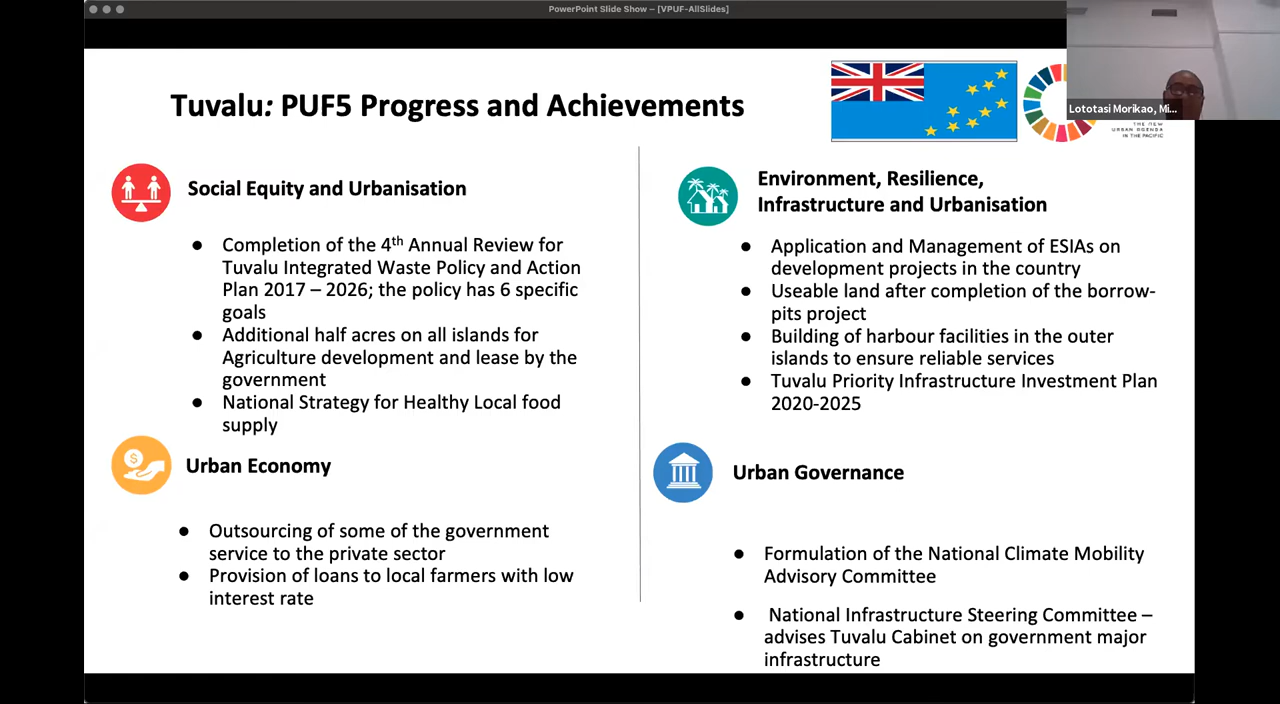 PowerPoint Slide Show – [VPUF-AllSlides]
Lototasi Morikao, Mi...
Tuvalu: PUF5 Progress and Achievements
THE NEW
URBAN AGENDA
IN THE PACIFIC
Social Equity and Urbanisation
● Completion of the 4th Annual Review for
Tuvalu Integrated Waste Policy and Action
Plan 2017 – 2026; the policy has 6 specific
goals
● Additional half acres on all islands for
Agriculture development and lease by the
government
● National Strategy for Healthy Local food
supply
Urban Economy
● Outsourcing of some of the government
service to the private sector
● Provision of loans to local farmers with low
interest rate
Environment, Resilience,
Infrastructure and Urbanisation
● Application and Management of ESIAs on
development projects in the country
● Useable land after completion of the borrow-
pits project
● Building of harbour facilities in the outer
islands to ensure reliable services
● Tuvalu Priority Infrastructure Investment Plan
2020-2025
Urban Governance
● Formulation of the National Climate Mobility
Advisory Committee
● National Infrastructure Steering Committee –
advises Tuvalu Cabinet on government major
infrastructure